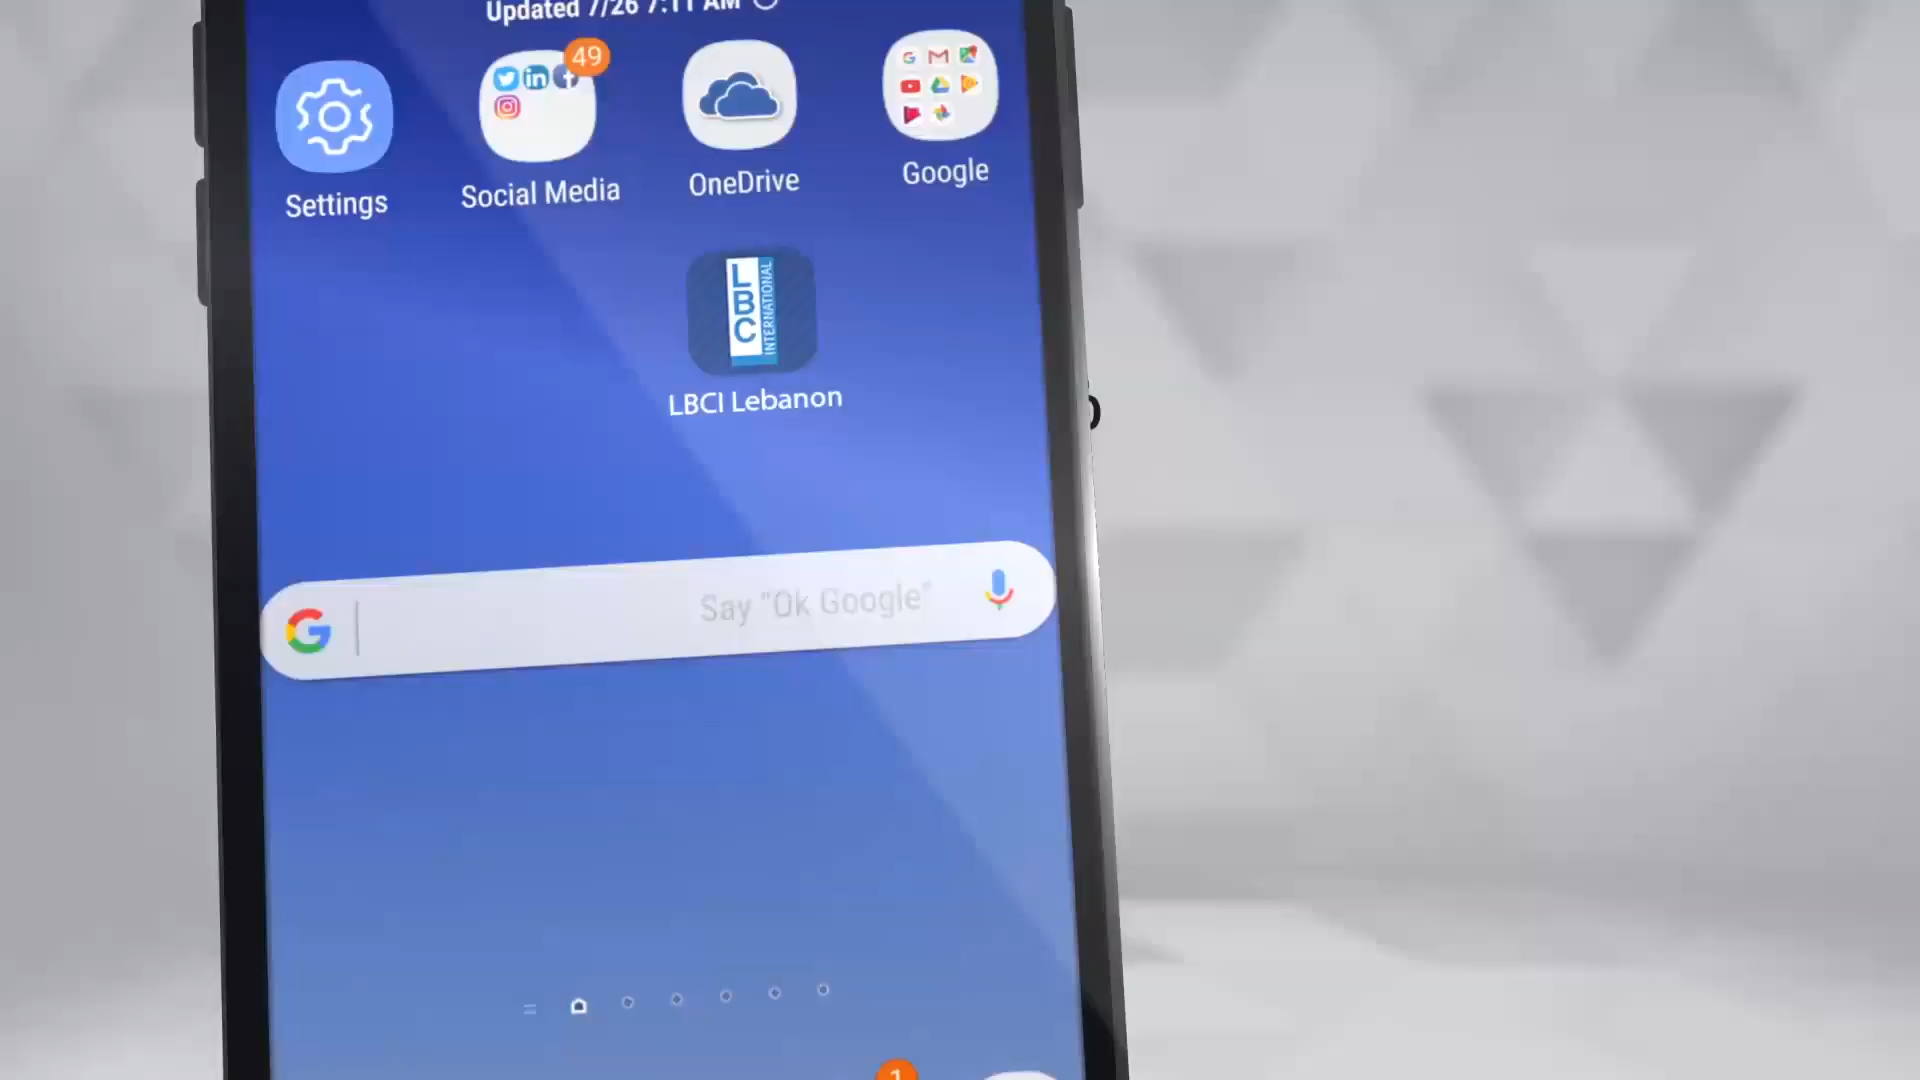 Updated 7/26 7:11 AM
49
Settings
Social Media
OneDrive
Google
LBC
INTERNATIONAL
LBCI Lebanon
Say "Ok Google"
1